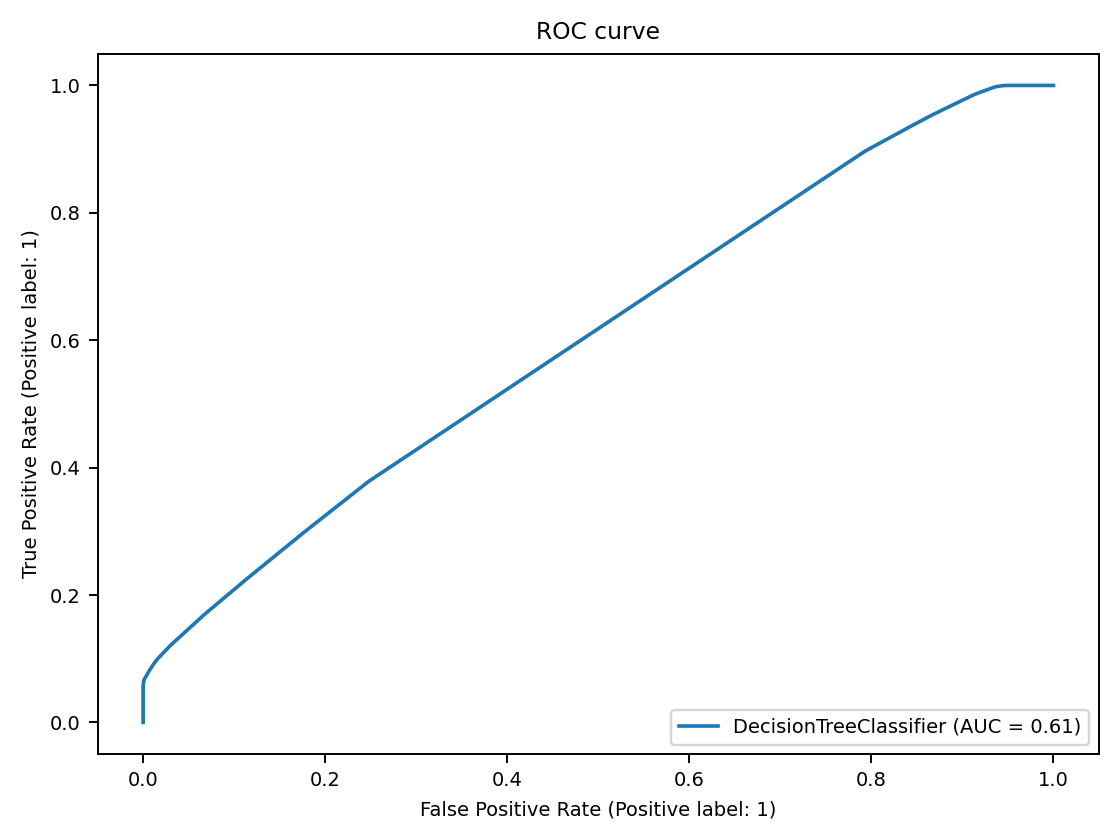 ROC curve
True Positive Rate (Positive label: 1)
1.0
0.8
0.6
0.4
0.2
0.0
DecisionTreeClassifier (AUC = 0.61)
0.0 0.2 0.4 0.6 0.8 1.0
False Positive Rate (Positive label: 1)